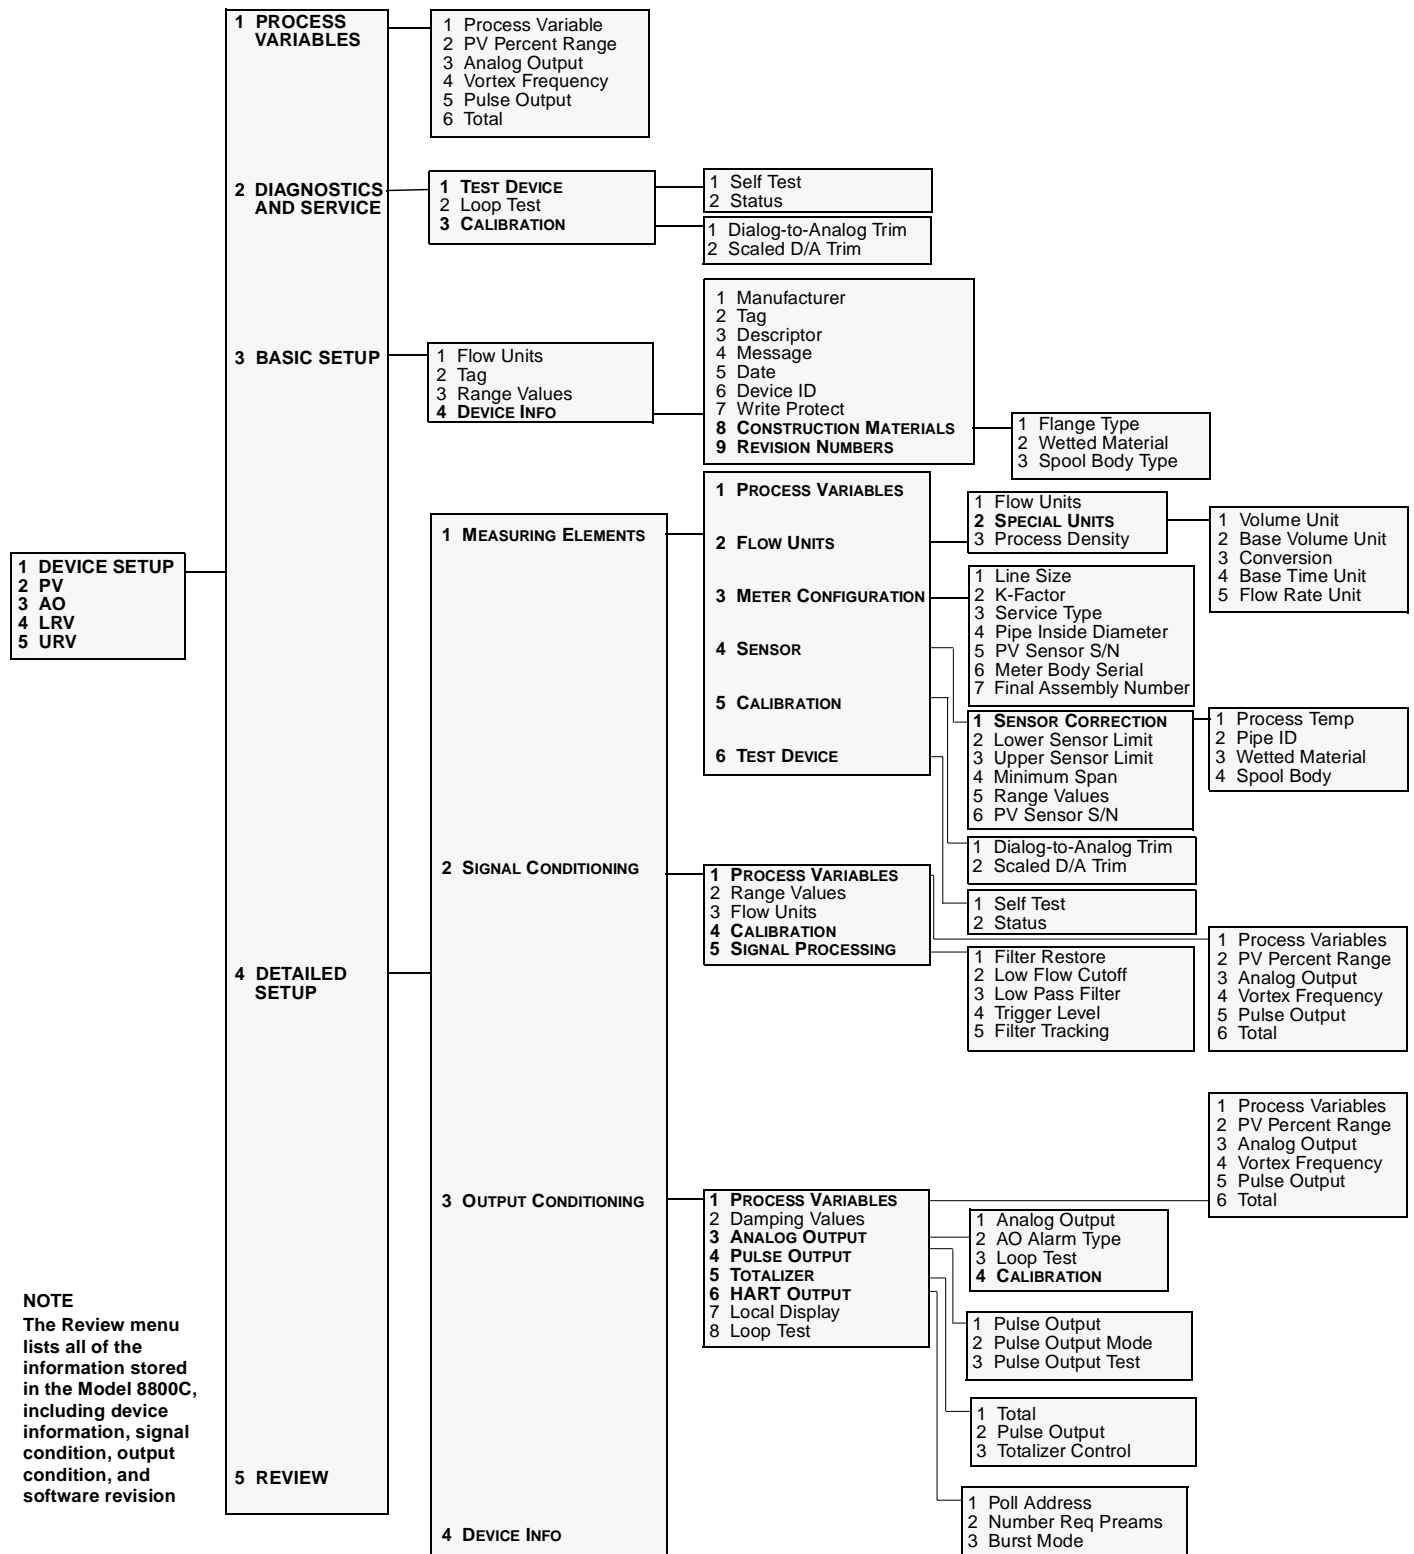 1 DEVICE SETUP
2 PV
3 AO
4 LRV
5 URV
NOTE
The Review menu
lists all of the
information stored
in the Model 8800C,
including device
information, signal
condition, output
condition, and
software revision
1 PROCESS
VARIABLES
2 DIAGNOSTICS
AND SERVICE
3 BASIC SETUP
4 DETAILED
SETUP
5 REVIEW
1 Process Variable
2 PV Percent Range
3 Analog Output
4 Vortex Frequency
5 Pulse Output
6 Total
1 TEST DEVICE
2 Loop Test
3 CALIBRATION
1 Self Test
2 Status
1 Dialog-to-Analog Trim
2 Scaled D/A Trim
1 Flow Units
2 Tag
3 Range Values
4 DEVICE INFO
1 Manufacturer
2 Tag
3 Descriptor
4 Message
5 Date
6 Device ID
7 Write Protect
8 CONSTRUCTION MATERIALS
9 REVISION NUMBERS
1 Flange Type
2 Wetted Material
3 Spool Body Type
1 MEASURING ELEMENTS
2 SIGNAL CONDITIONING
3 OUTPUT CONDITIONING
4 DEVICE INFO
1 PROCESS VARIABLES
2 FLOW UNITS
3 METER CONFIGURATION
4 SENSOR
5 CALIBRATION
6 TEST DEVICE
1 Flow Units
2 SPECIAL UNITS
3 Process Density
1 Volume Unit
2 Base Volume Unit
3 Conversion
4 Base Time Unit
5 Flow Rate Unit
1 Line Size
2 K-Factor
3 Service Type
4 Pipe Inside Diameter
5 PV Sensor S/N
6 Meter Body Serial
7 Final Assembly Number
1 SENSOR CORRECTION
2 Lower Sensor Limit
3 Upper Sensor Limit
4 Minimum Span
5 Range Values
6 PV Sensor S/N
1 Process Temp
2 Pipe ID
3 Wetted Material
4 Spool Body
1 Dialog-to-Analog Trim
2 Scaled D/A Trim
1 Self Test
2 Status
1 PROCESS VARIABLES
2 Range Values
3 Flow Units
4 CALIBRATION
5 SIGNAL PROCESSING
1 Process Variables
2 PV Percent Range
3 Analog Output
4 Vortex Frequency
5 Pulse Output
6 Total
1 Filter Restore
2 Low Flow Cutoff
3 Low Pass Filter
4 Trigger Level
5 Filter Tracking
1 PROCESS VARIABLES
2 Damping Values
3 ANALOG OUTPUT
4 PULSE OUTPUT
5 TOTALIZER
6 HART OUTPUT
7 Local Display
8 Loop Test
1 Process Variables
2 PV Percent Range
3 Analog Output
4 Vortex Frequency
5 Pulse Output
6 Total
1 Analog Output
2 AO Alarm Type
3 Loop Test
4 CALIBRATION
1 Pulse Output
2 Pulse Output Mode
3 Pulse Output Test
1 Total
2 Pulse Output
3 Totalizer Control
1 Poll Address
2 Number Req Preams
3 Burst Mode